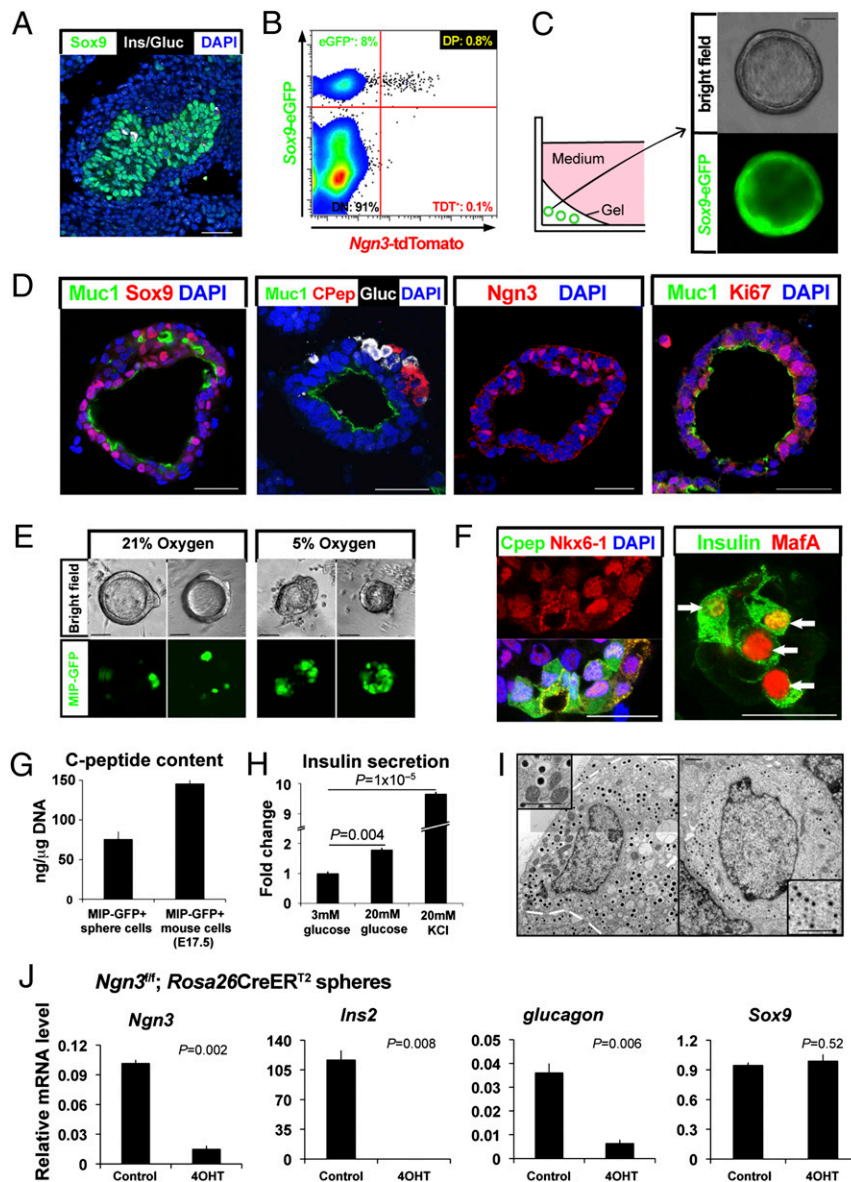 A
Sox9 Ins/Gluc DAPI
B
eGFP⁺: 8%
DP: 0.8%
Sox9-eGFP
DN: 91%
TDT⁺: 0.1%
Ngn3-tdTomato
C
Medium
Gel
bright field
Sox9-eGFP
D
Muc1 Sox9 DAPI
Muc1 CPep Gluc DAPI
Ngn3 DAPI
Muc1 Ki67 DAPI
E
21% Oxygen
5% Oxygen
Bright field
MIP-GFP
F
Cpep Nkx6-1 DAPI
Insulin MafA
G
C-peptide content
ng/µg DNA
150
100
50
0
MIP-GFP+
sphere cells
MIP-GFP+
mouse cells
(E17.5)
H
Insulin secretion
P=1x10⁻⁵
P=0.004
Fold change
10
9
2
1
0
3mM
glucose
20mM
glucose
20mM
KCl
I
J
Ngn3f/f; Rosa26CreERT2 spheres
Relative mRNA level
Ngn3
P=0.002
0.12
0.09
0.06
0.03
0
Control
4OHT
Ins2
P=0.008
120
105
90
75
60
45
30
15
0
Control
4OHT
glucagon
P=0.006
0.05
0.04
0.03
0.02
0.01
0
Control
4OHT
Sox9
P=0.52
1.2
0.9
0.6
0.3
0
Control
4OHT